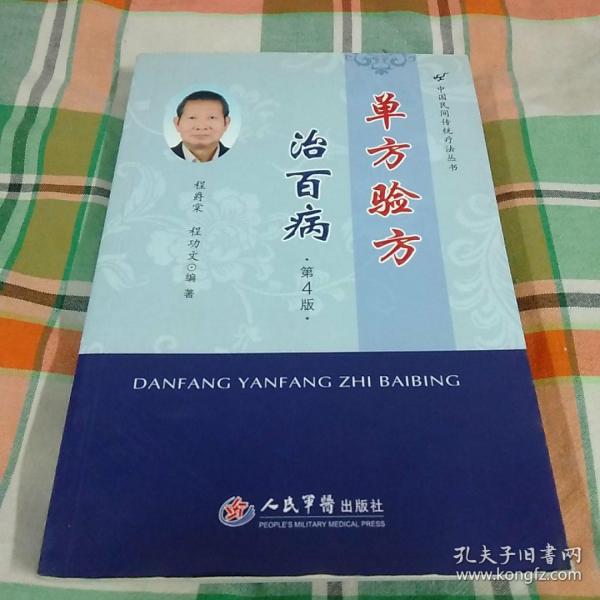 中国民间传统疗法丛书
单方验方
治百病
·第4版·
程爵棠 程功文⊙编著
DANFANG YANFANG ZHI BAIBING
人民军醫出版社
PEOPLE'S MILITARY MEDICAL PRESS
孔夫子旧书网
www.kongfz.com